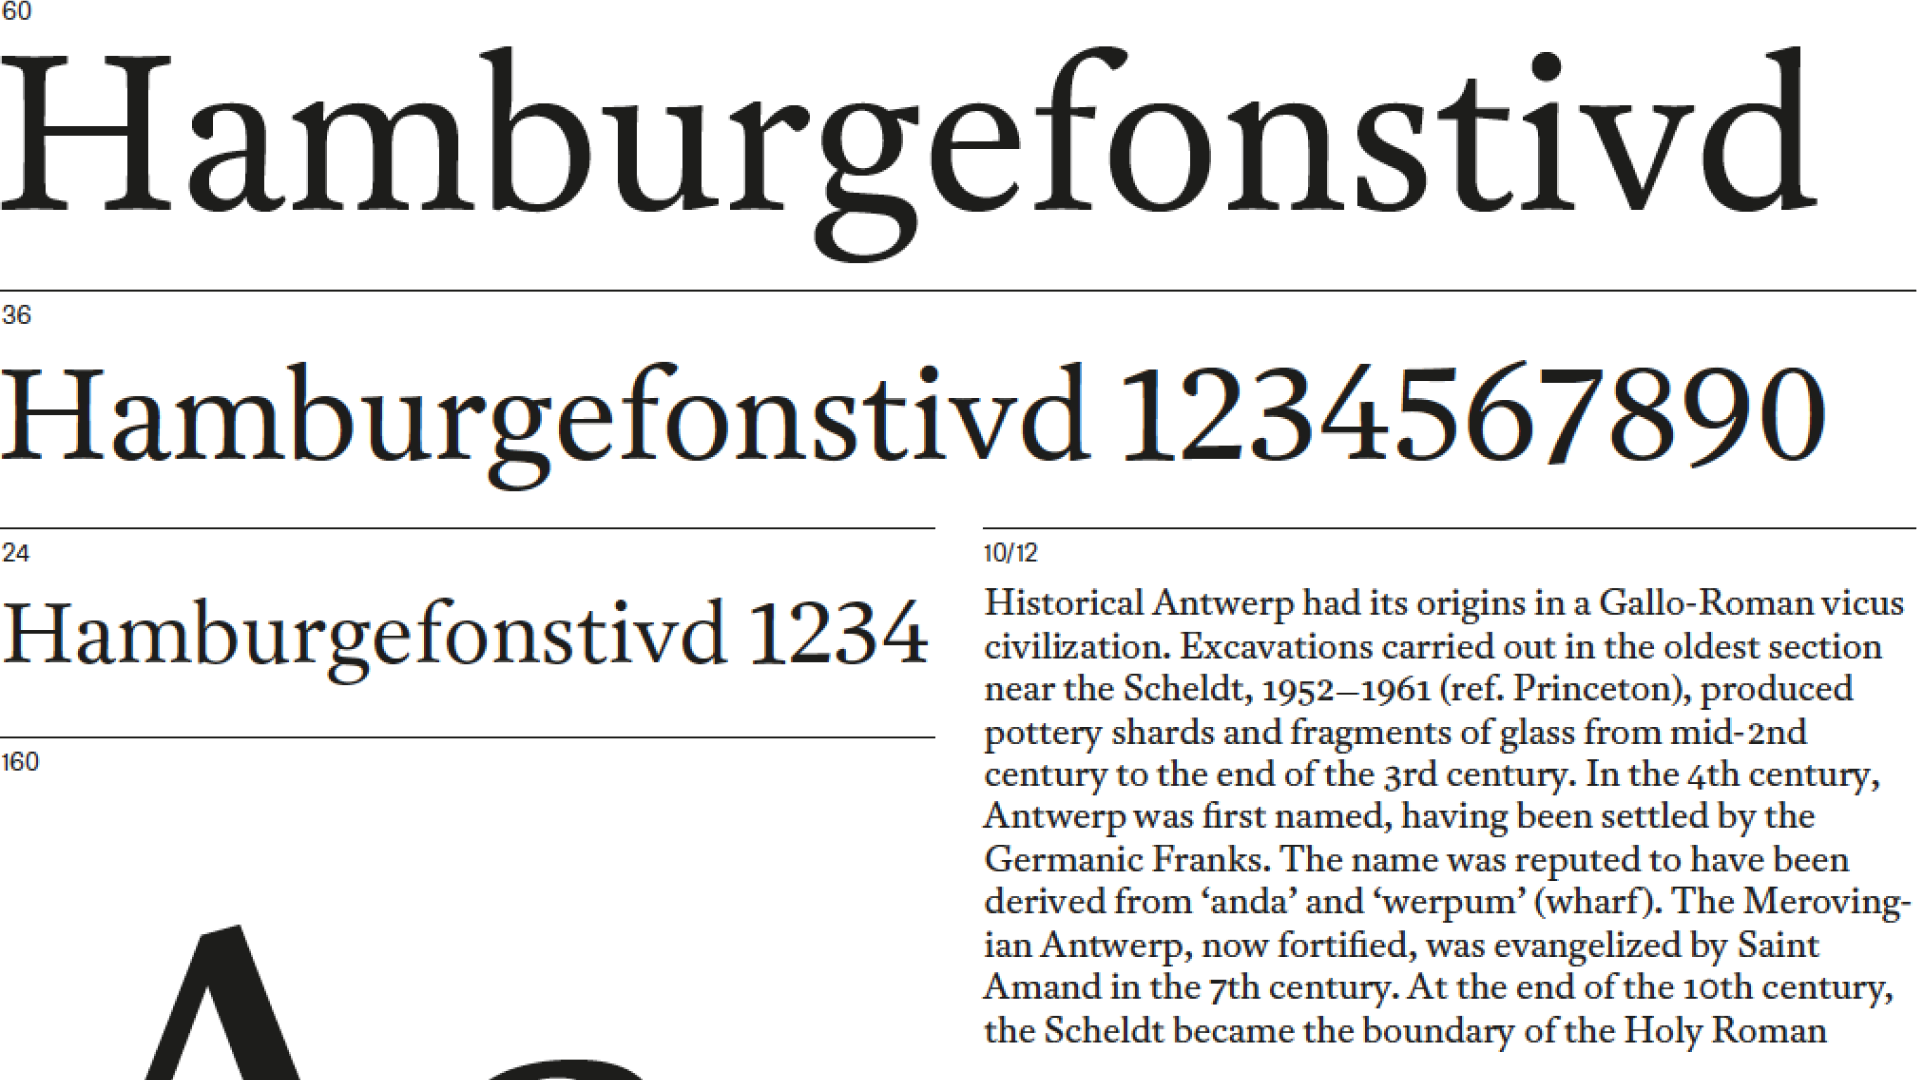 60
Hamburgefonstivd
36
Hamburgefonstivd 1234567890
24
Hamburgefonstivd 1234
10/12
Historical Antwerp had its origins in a Gallo-Roman vicus
civilization. Excavations carried out in the oldest section
near the Scheldt, 1952–1961 (ref. Princeton), produced
pottery shards and fragments of glass from mid-2nd
century to the end of the 3rd century. In the 4th century,
Antwerp was first named, having been settled by the
Germanic Franks. The name was reputed to have been
derived from ‘anda’ and ‘werpum’ (wharf). The Meroving-
ian Antwerp, now fortified, was evangelized by Saint
Amand in the 7th century. At the end of the 10th century,
the Scheldt became the boundary of the Holy Roman
160
A